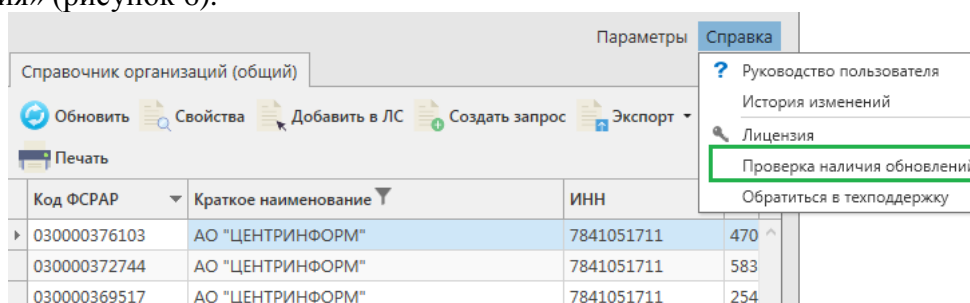 ия» (рисунок 6).
Параметры Справка
Справочник организаций (общий)
? Руководство пользователя
История изменений
Лицензия
Проверка наличия обновлений
Обратиться в техподдержку
Обновить Свойства Добавить в ЛС Создать запрос Экспорт
Печать
Код ФСРАР Краткое наименование ИНН
030000376103 АО "ЦЕНТРИНФОРМ" 7841051711 470
030000372744 АО "ЦЕНТРИНФОРМ" 7841051711 583
030000369517 АО "ЦЕНТРИНФОРМ" 7841051711 254